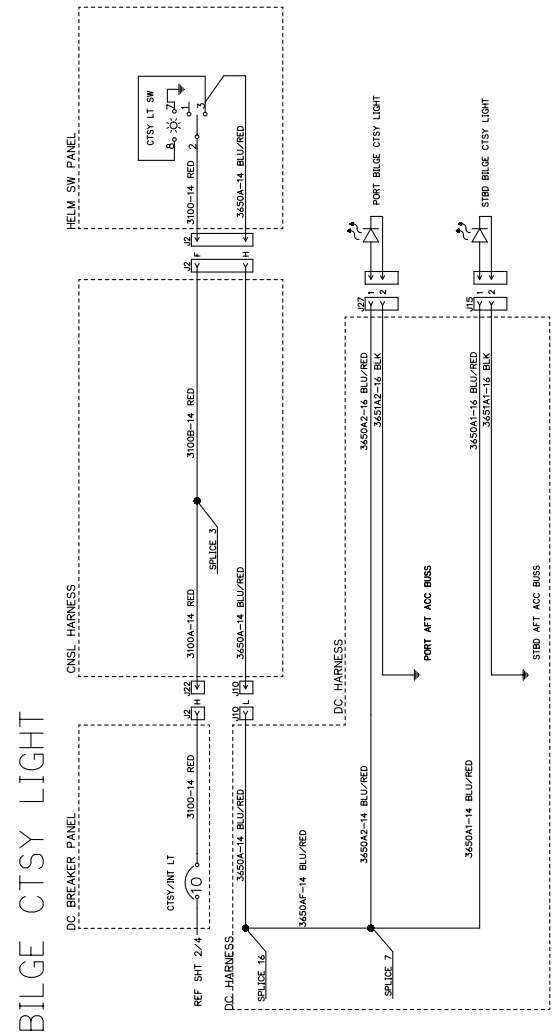 BILGE CTSY LIGHT
DC BREAKER PANEL
CTSY/INT LT
10
REF SHT 2/4
3100-14 RED
J2
H
J22
CNSL HARNESS
3100A-14 RED
SPLICE 3
3100B-14 RED
J2
F
J2
HELM SW PANEL
3100-14 RED
CTSY LT SW
8
7
2
1
3
3650A-14 BLU/RED
H
3650A-14 BLU/RED
J10
L
J10
DC HARNESS
3650A-14 BLU/RED
SPLICE 16
3650AF-14 BLU/RED
SPLICE 7
DC HARNESS
3650A2-14 BLU/RED
3650A2-16 BLU/RED
3651A2-16 BLK
J27
1
2
PORT BILGE CTSY LIGHT
PORT AFT ACC BUSS
3650A1-14 BLU/RED
3650A1-16 BLU/RED
3651A1-16 BLK
J15
1
2
STBD BILGE CTSY LIGHT
STBD AFT ACC BUSS